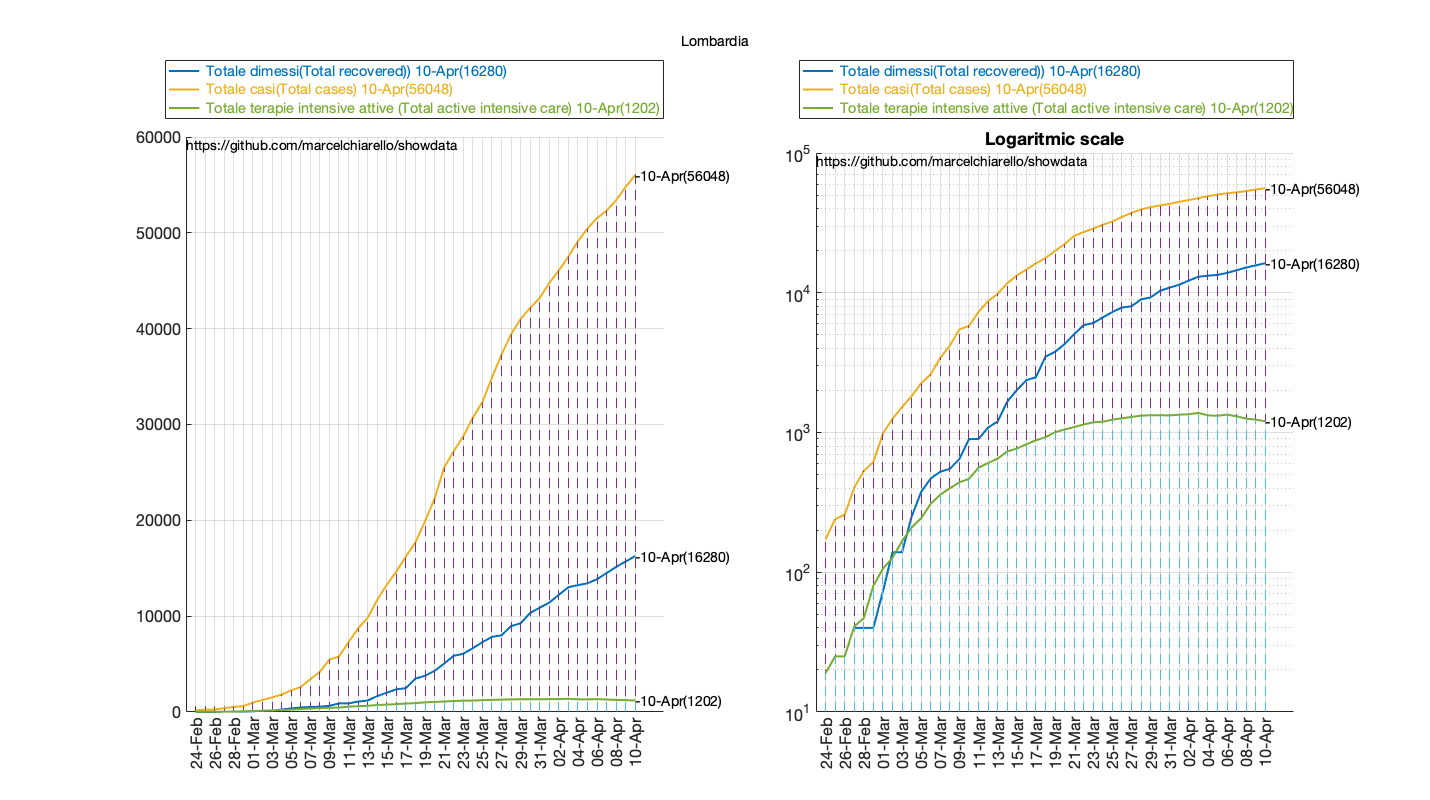 Lombardia
Totale dimessi(Total recovered)) 10-Apr(16280)
Totale casi(Total cases) 10-Apr(56048)
Totale terapie intensive attive (Total active intensive care) 10-Apr(1202)
https://github.com/marcelchiarello/showdata
60000
50000
40000
30000
20000
10000
0
10-Apr(56048)
10-Apr(16280)
10-Apr(1202)
24-Feb
26-Feb
28-Feb
01-Mar
03-Mar
05-Mar
07-Mar
09-Mar
11-Mar
13-Mar
15-Mar
17-Mar
19-Mar
21-Mar
23-Mar
25-Mar
27-Mar
29-Mar
31-Mar
02-Apr
04-Apr
06-Apr
08-Apr
10-Apr
Totale dimessi(Total recovered)) 10-Apr(16280)
Totale casi(Total cases) 10-Apr(56048)
Totale terapie intensive attive (Total active intensive care) 10-Apr(1202)
Logaritmic scale
https://github.com/marcelchiarello/showdata
10^5
10^4
10^3
10^2
10^1
10-Apr(56048)
10-Apr(16280)
10-Apr(1202)
24-Feb
26-Feb
28-Feb
01-Mar
03-Mar
05-Mar
07-Mar
09-Mar
11-Mar
13-Mar
15-Mar
17-Mar
19-Mar
21-Mar
23-Mar
25-Mar
27-Mar
29-Mar
31-Mar
02-Apr
04-Apr
06-Apr
08-Apr
10-Apr